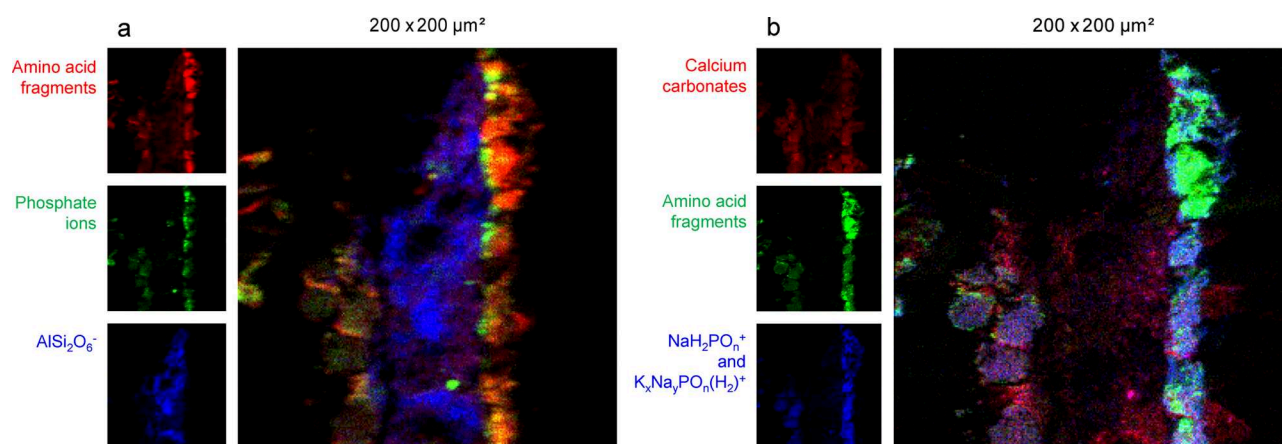 a
200 x 200 µm²
Amino acid
fragments
Phosphate
ions
AlSi₂O₆⁻
b
200 x 200 µm²
Calcium
carbonates
Amino acid
fragments
NaH₂POₙ⁺
and
KₓNaᵧPOₙ(H₂)⁺